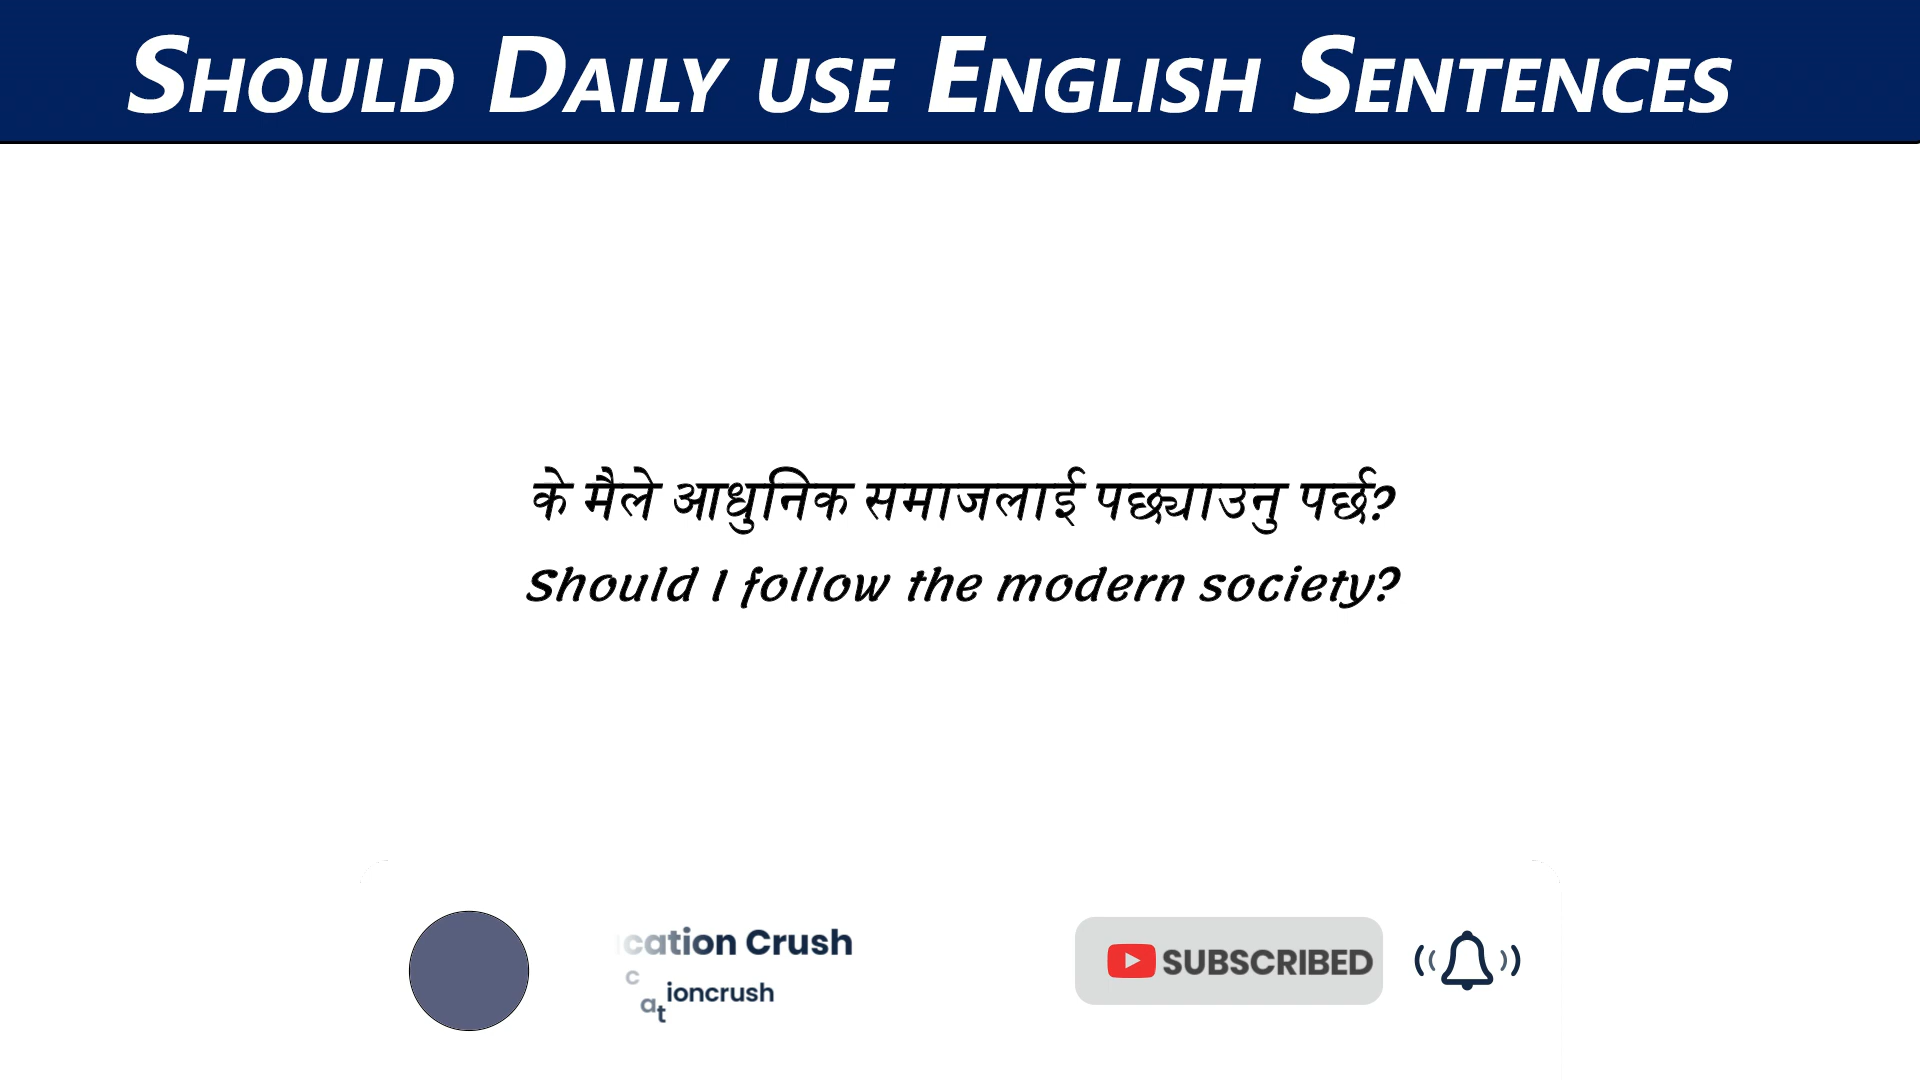 Should Daily use English Sentences
के मैले आधुनिक समाजलाई पछ्याउनु पर्छ?
Should I follow the modern society?
cation Crush
cationcrush
SUBSCRIBED